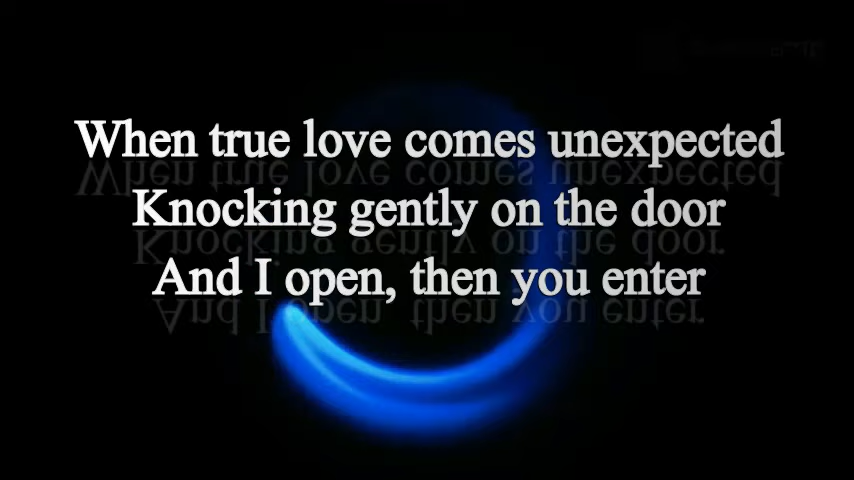 When true love comes unexpected
Knocking gently on the door
And I open, then you enter